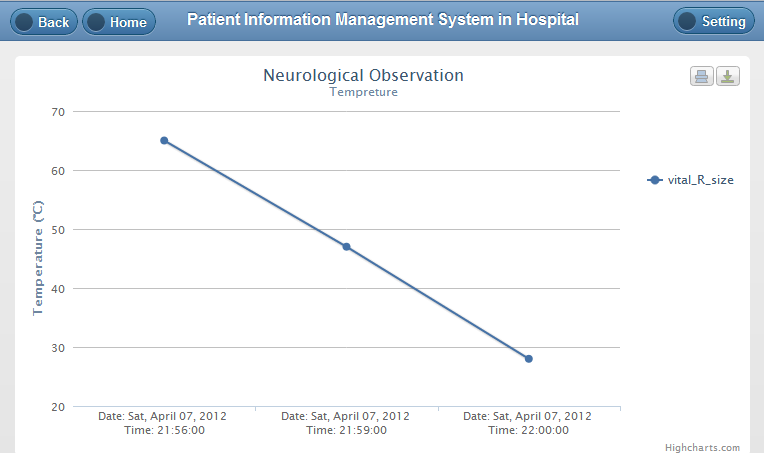 Back
Home
Patient Information Management System in Hospital
Setting
Neurological Observation
Tempreture
70
60
50
40
30
20
Temperature (℃)
vital_R_size
Date: Sat, April 07, 2012
Time: 21:56:00
Date: Sat, April 07, 2012
Time: 21:59:00
Date: Sat, April 07, 2012
Time: 22:00:00
Highcharts.com